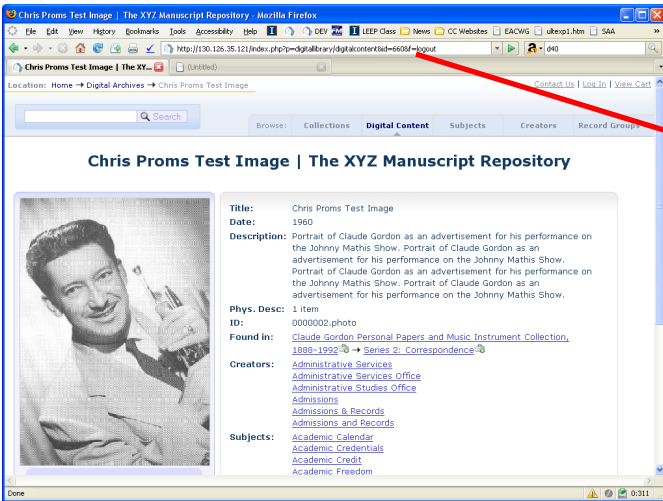 Chris Proms Test Image | The XYZ Manuscript Repository - Mozilla Firefox
File Edit View History Bookmarks Tools Accessibility Help DEV LEEP Class News CC Websites EACWG ultexp1.htm SAA »
http://130.126.35.121/index.php?p=digitallibrary/digitalcontent&id=660&f=logout d40
Chris Proms Test Image | The XY... (Untitled)
Location: Home → Digital Archives → Chris Proms Test Image Contact Us | Log In | View Cart
Search
Browse: Collections Digital Content Subjects Creators Record Groups
Chris Proms Test Image | The XYZ Manuscript Repository
Title: Chris Proms Test Image
Date: 1960
Description: Portrait of Claude Gordon as an advertisement for his performance on
the Johnny Mathis Show. Portrait of Claude Gordon as an
advertisement for his performance on the Johnny Mathis Show.
Portrait of Claude Gordon as an advertisement for his performance on
the Johnny Mathis Show. Portrait of Claude Gordon as an
advertisement for his performance on the Johnny Mathis Show.
Phys. Desc: 1 item
ID: 0000002.photo
Found in: Claude Gordon Personal Papers and Music Instrument Collection,
1888-1992 → Series 2: Correspondence
Creators: Administrative Services
Administrative Services Office
Administrative Studies Office
Admissions
Admissions & Records
Admissions and Records
Subjects: Academic Calendar
Academic Credentials
Academic Credit
Academic Freedom
Done 0:311